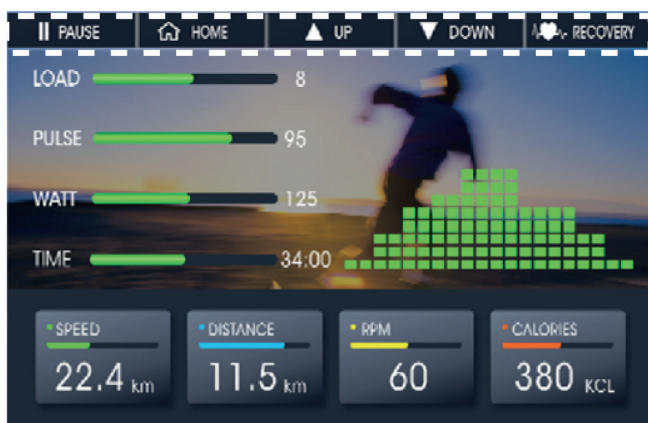 PAUSE HOME UP DOWN RECOVERY
LOAD 8
PULSE 95
WATT 125
TIME 34:00
SPEED DISTANCE RPM CALORIES
22.4 km 11.5 km 60 380 KCL